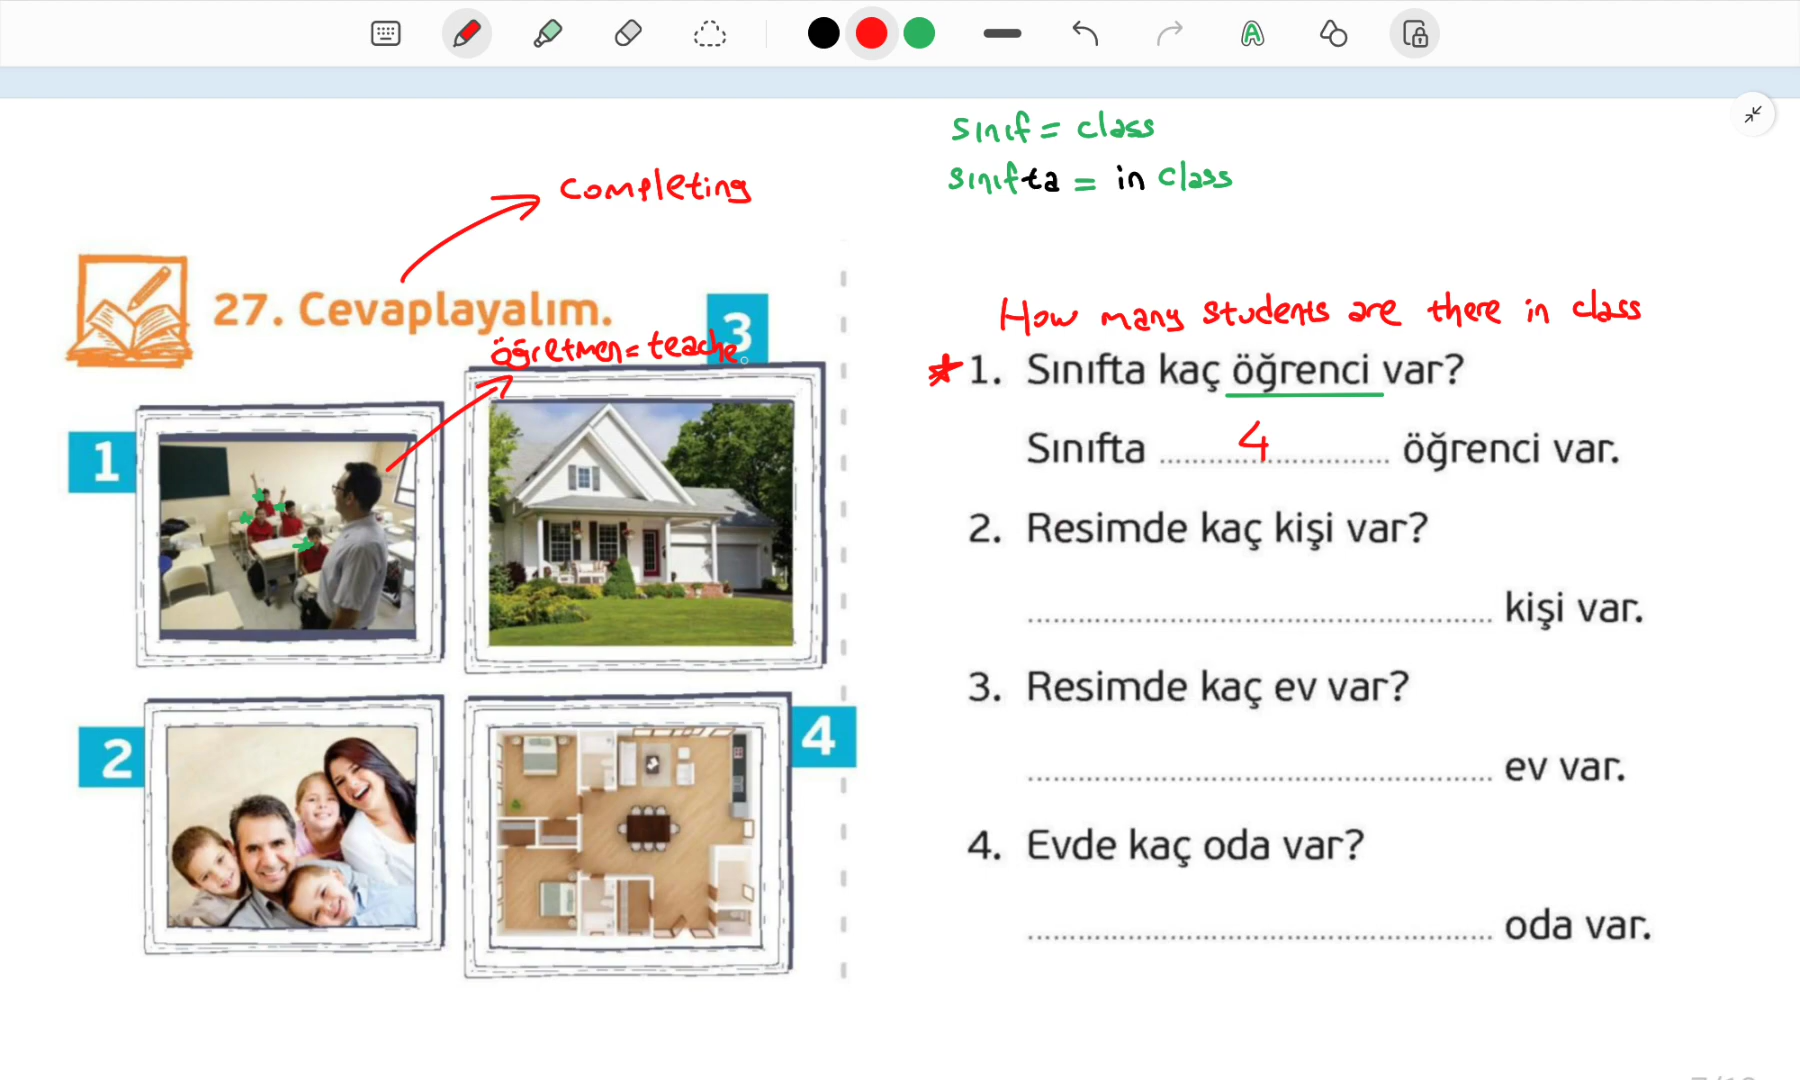 sınıf = class
sınıfta = in class
completing
27. Cevaplayalım.
3
öğretmen = teache
1
2
4
How many students are there in class
1. Sınıfta kaç öğrenci var?
Sınıfta ........ 4 ........ öğrenci var.
2. Resimde kaç kişi var?
........................ kişi var.
3. Resimde kaç ev var?
........................ ev var.
4. Evde kaç oda var?
........................ oda var.